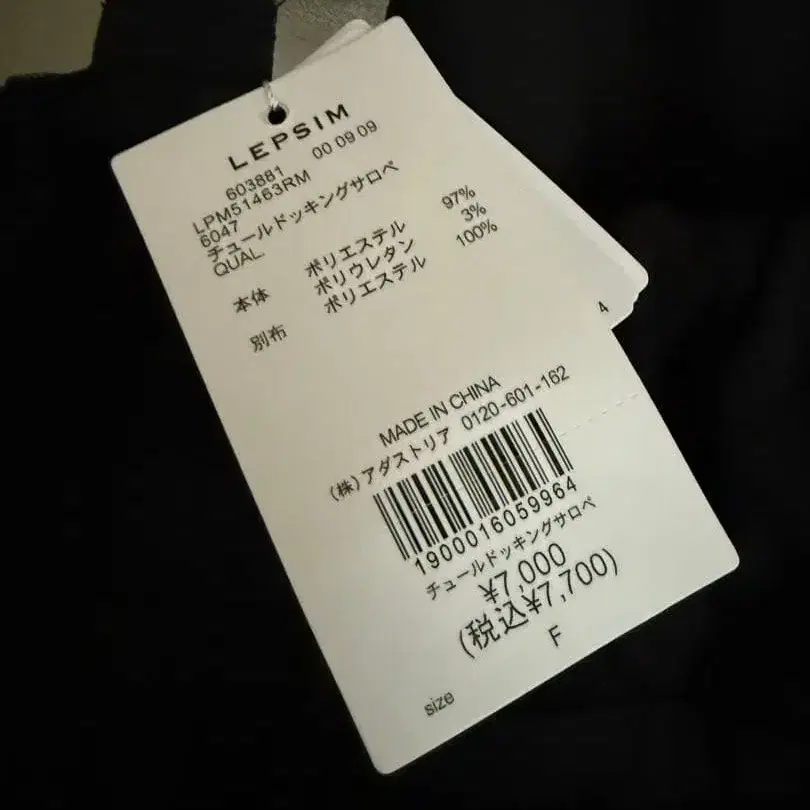 LEPSIM
603881 00 09 09
LPM51463RM
6047
チュールドッキングサロペ
QUAL.
本体 ポリエステル 97%
ポリウレタン 3%
別布 ポリエステル 100%
4
MADE IN CHINA
(株)アダストリア 0120-601-162
1900016059964
チュールドッキングサロペ
¥7,000
(税込¥7,700)
F
size